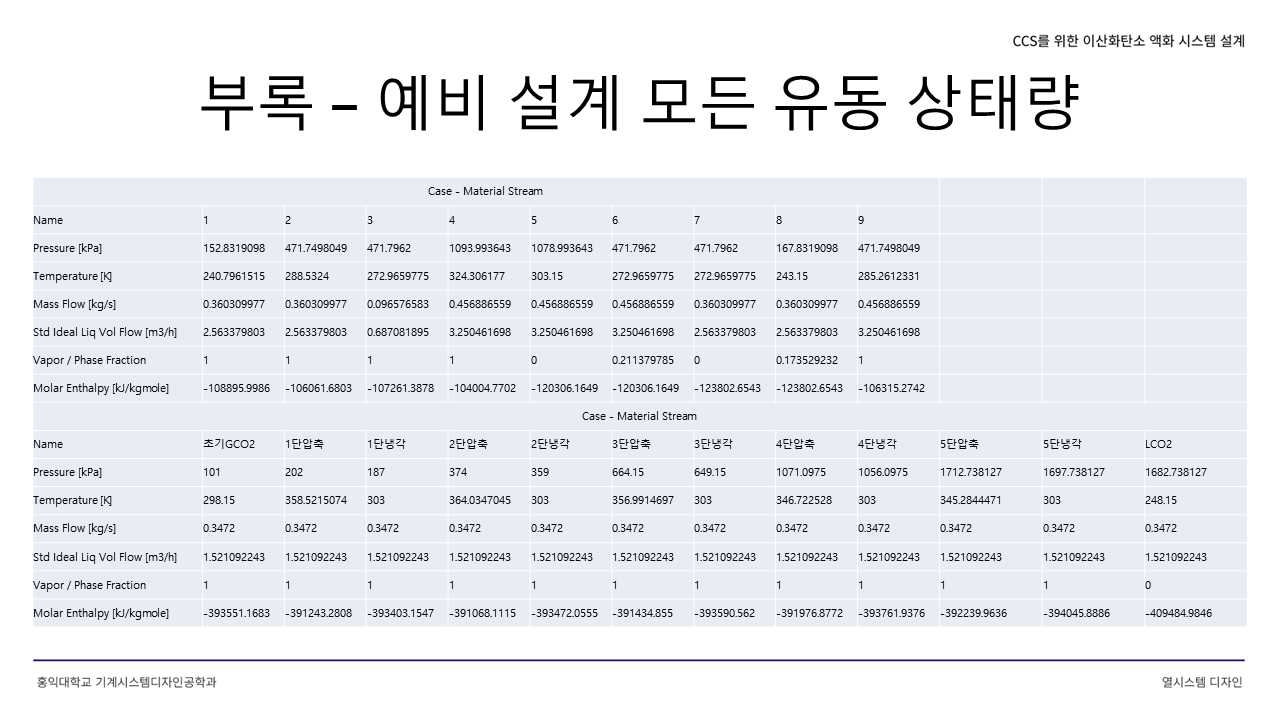 CCS를 위한 이산화탄소 액화 시스템 설계
부록 – 예비 설계 모든 유동 상태량
Case - Material Stream
Name 1 2 3 4 5 6 7 8 9
Pressure [kPa] 152.8319098 471.7498049 471.7962 1093.993643 1078.993643 471.7962 471.7962 167.8319098 471.7498049
Temperature [K] 240.7961515 288.5324 272.9659775 324.306177 303.15 272.9659775 272.9659775 243.15 285.2612331
Mass Flow [kg/s] 0.360309977 0.360309977 0.096576583 0.456886559 0.456886559 0.456886559 0.360309977 0.360309977 0.456886559
Std Ideal Liq Vol Flow [m3/h] 2.563379803 2.563379803 0.687081895 3.250461698 3.250461698 3.250461698 2.563379803 2.563379803 3.250461698
Vapor / Phase Fraction 1 1 1 1 0 0.211379785 0 0.173529232 1
Molar Enthalpy [kJ/kgmole] -108895.9986 -106061.6803 -107261.3878 -104004.7702 -120306.1649 -120306.1649 -123802.6543 -123802.6543 -106315.2742
Case - Material Stream
Name 초기GCO2 1단압축 1단냉각 2단압축 2단냉각 3단압축 3단냉각 4단압축 4단냉각 5단압축 5단냉각 LCO2
Pressure [kPa] 101 202 187 374 359 664.15 649.15 1071.0975 1056.0975 1712.738127 1697.738127 1682.738127
Temperature [K] 298.15 358.5215074 303 364.0347045 303 356.9914697 303 346.722528 303 345.2844471 303 248.15
Mass Flow [kg/s] 0.3472 0.3472 0.3472 0.3472 0.3472 0.3472 0.3472 0.3472 0.3472 0.3472 0.3472 0.3472
Std Ideal Liq Vol Flow [m3/h] 1.521092243 1.521092243 1.521092243 1.521092243 1.521092243 1.521092243 1.521092243 1.521092243 1.521092243 1.521092243 1.521092243 1.521092243
Vapor / Phase Fraction 1 1 1 1 1 1 1 1 1 1 1 0
Molar Enthalpy [kJ/kgmole] -393551.1683 -391243.2808 -393403.1547 -391068.1115 -393472.0555 -391434.855 -393590.562 -391976.8772 -393761.9376 -392239.9636 -394045.8886 -409484.9846
홍익대학교 기계시스템디자인공학과
열시스템 디자인